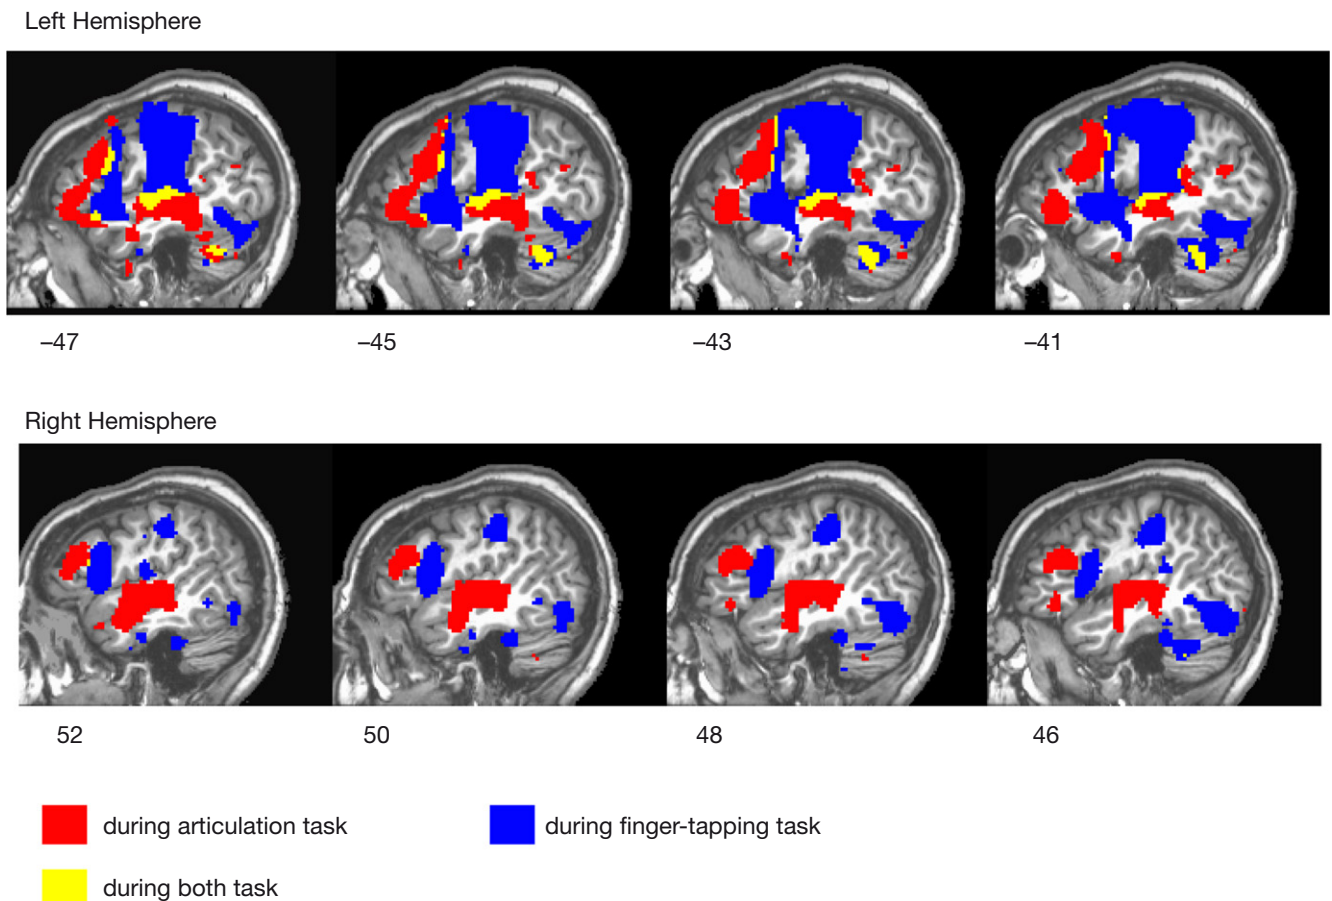 Left Hemisphere
–47 –45 –43 –41
Right Hemisphere
52 50 48 46
during articulation task during finger-tapping task
during both task